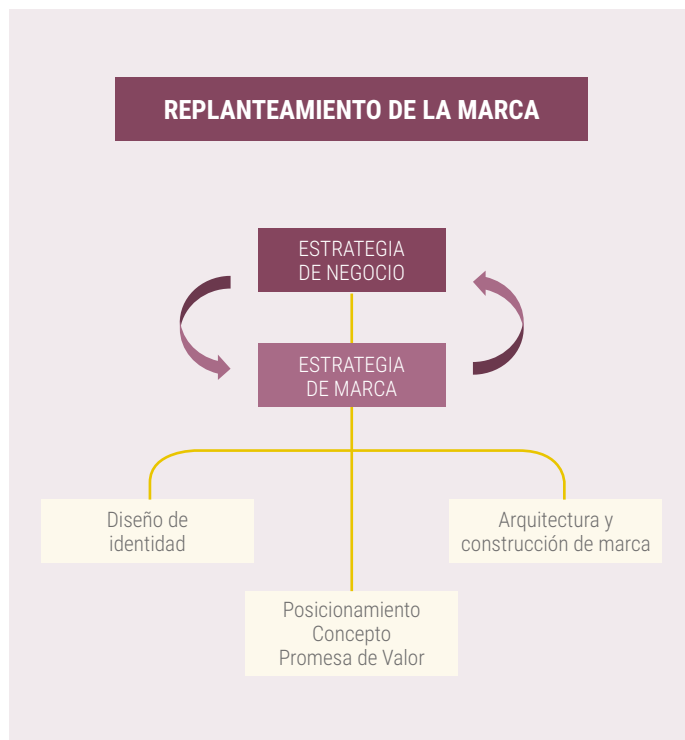 REPLANTEAMIENTO DE LA MARCA
ESTRATEGIA
DE NEGOCIO
ESTRATEGIA
DE MARCA
Diseño de
identidad
Arquitectura y
construcción de marca
Posicionamiento
Concepto
Promesa de Valor